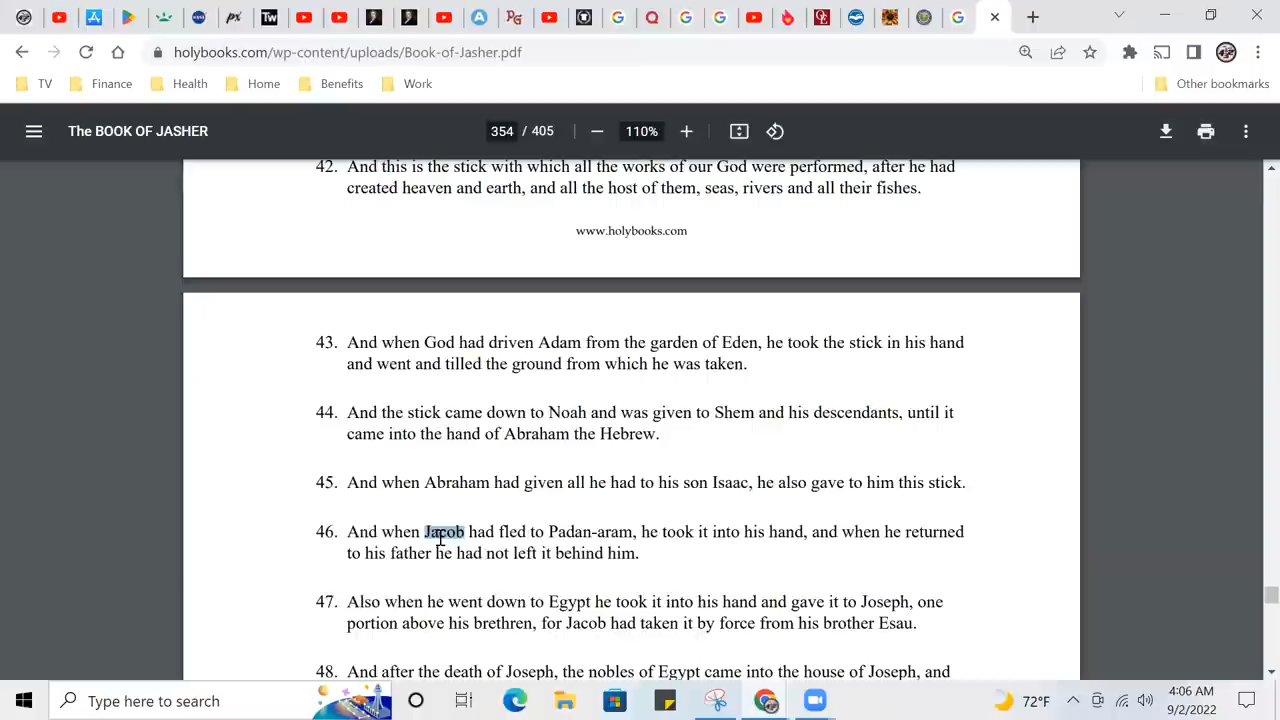 holybooks.com/wp-content/uploads/Book-of-Jasher.pdf
TV Finance Health Home Benefits Work Other bookmarks
The BOOK OF JASHER 354 / 405 110%
42. And this is the stick with which all the works of our God were performed, after he had
created heaven and earth, and all the host of them, seas, rivers and all their fishes.
www.holybooks.com
43. And when God had driven Adam from the garden of Eden, he took the stick in his hand
and went and tilled the ground from which he was taken.
44. And the stick came down to Noah and was given to Shem and his descendants, until it
came into the hand of Abraham the Hebrew.
45. And when Abraham had given all he had to his son Isaac, he also gave to him this stick.
46. And when Jacob had fled to Padan-aram, he took it into his hand, and when he returned
to his father he had not left it behind him.
47. Also when he went down to Egypt he took it into his hand and gave it to Joseph, one
portion above his brethren, for Jacob had taken it by force from his brother Esau.
48. And after the death of Joseph, the nobles of Egypt came into the house of Joseph, and
Type here to search 72°F 4:06 AM
9/2/2022